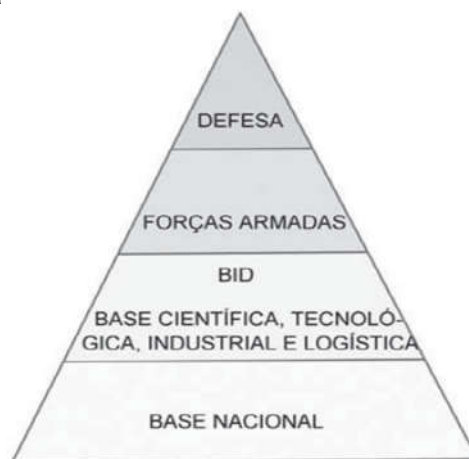 DEFESA
FORÇAS ARMADAS
BID
BASE CIENTÍFICA, TECNOLÓ-
GICA, INDUSTRIAL E LOGÍSTICA
BASE NACIONAL